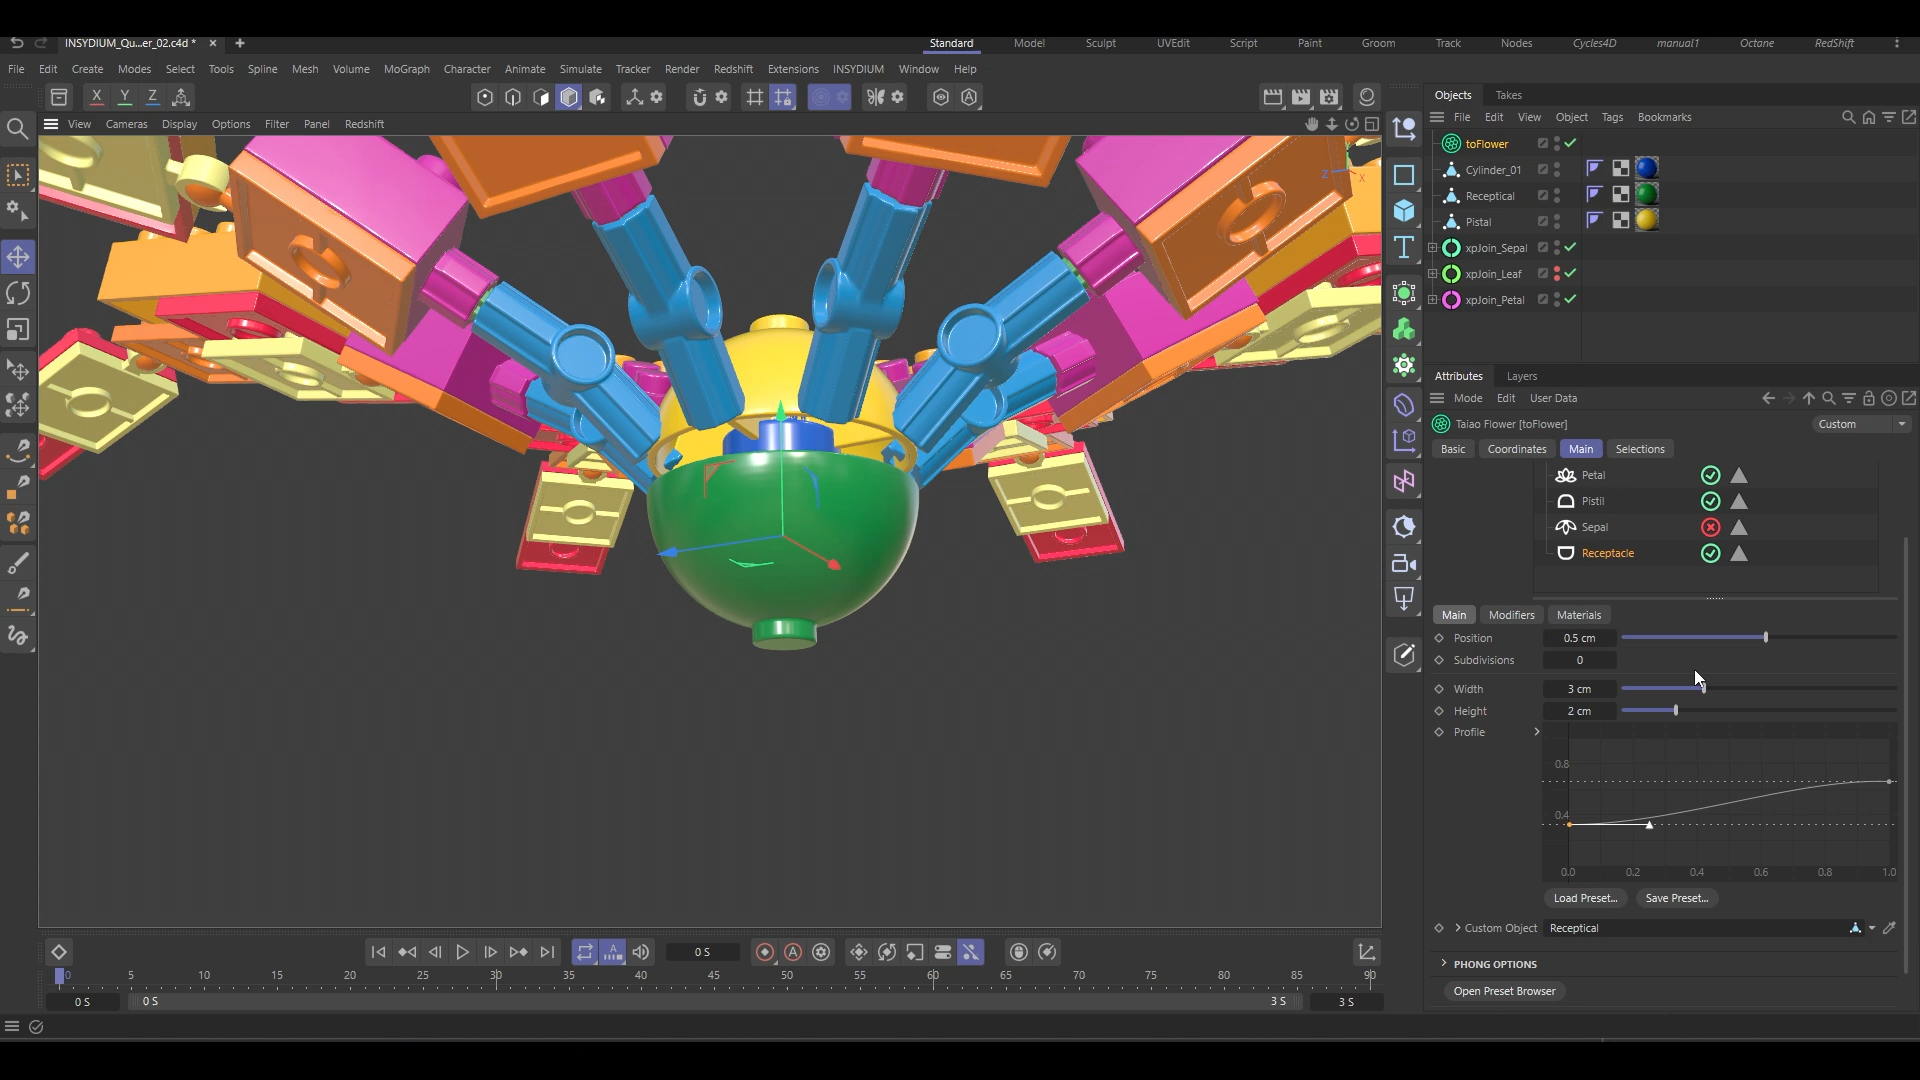 INSYDIUM_Qu...er_02.c4d *
Standard Model Sculpt UVEdit Script Paint Groom Track Nodes Cycles4D manual1 Octane RedShift
File Edit Create Modes Select Tools Spline Mesh Volume MoGraph Character Animate Simulate Tracker Render Redshift Extensions INSYDIUM Window Help
X Y Z
Objects Takes
View Cameras Display Options Filter Panel Redshift
File Edit View Object Tags Bookmarks
toFlower
Cylinder_01
Receptical
Pistal
xpJoin_Sepal
xpJoin_Leaf
xpJoin_Petal
Z X
Attributes Layers
Mode Edit User Data
Taiao Flower [toFlower]
Custom
Basic Coordinates Main Selections
Petal
Pistil
Sepal
Receptacle
Main Modifiers Materials
Position 0.5 cm
Subdivisions 0
Width 3 cm
Height 2 cm
Profile
0.8
0.4
0.0 0.2 0.4 0.6 0.8 1.0
Load Preset... Save Preset...
Custom Object Receptical
PHONG OPTIONS
Open Preset Browser
0 S
0 5 10 15 20 25 30 35 40 45 50 55 60 65 70 75 80 85 90
0 S 0 S 3 S 3 S